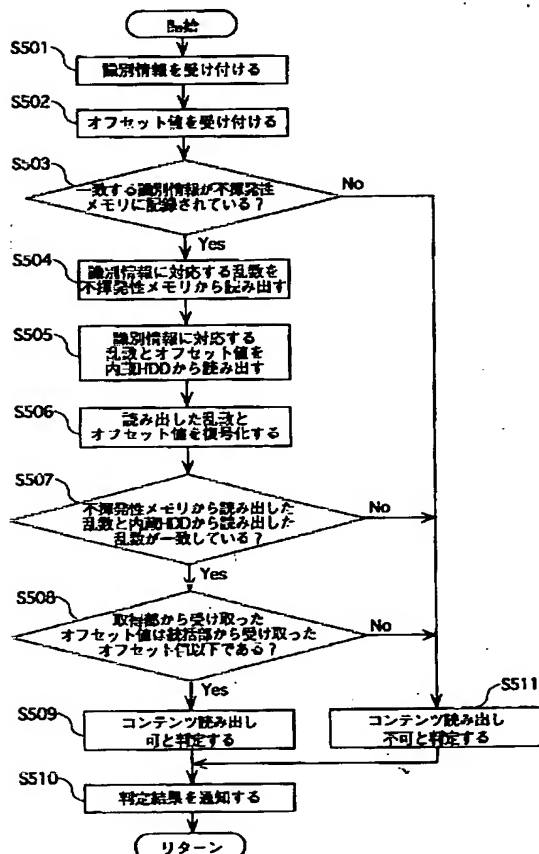 開始
S501
識別情報を受け付ける
S502
オフセット値を受け付ける
S503
一致する識別情報が不揮発性
メモリに記録されている?
No
Yes
S504
識別情報に対応する乱数を
不揮発性メモリから読み出す
S505
識別情報に対応する
乱数とオフセット値を
内蔵HDDから読み出す
S506
読み出した乱数と
オフセット値を復号化する
S507
不揮発性メモリから読み出した
乱数と内蔵HDDから読み出した
乱数が一致している?
No
Yes
S508
取得部から受け取った
オフセット値は統括部から受け取った
オフセット値以下である?
No
Yes
S509
コンテンツ読み出し
可と判定する
S511
コンテンツ読み出し
不可と判定する
S510
判定結果を通知する
リターン